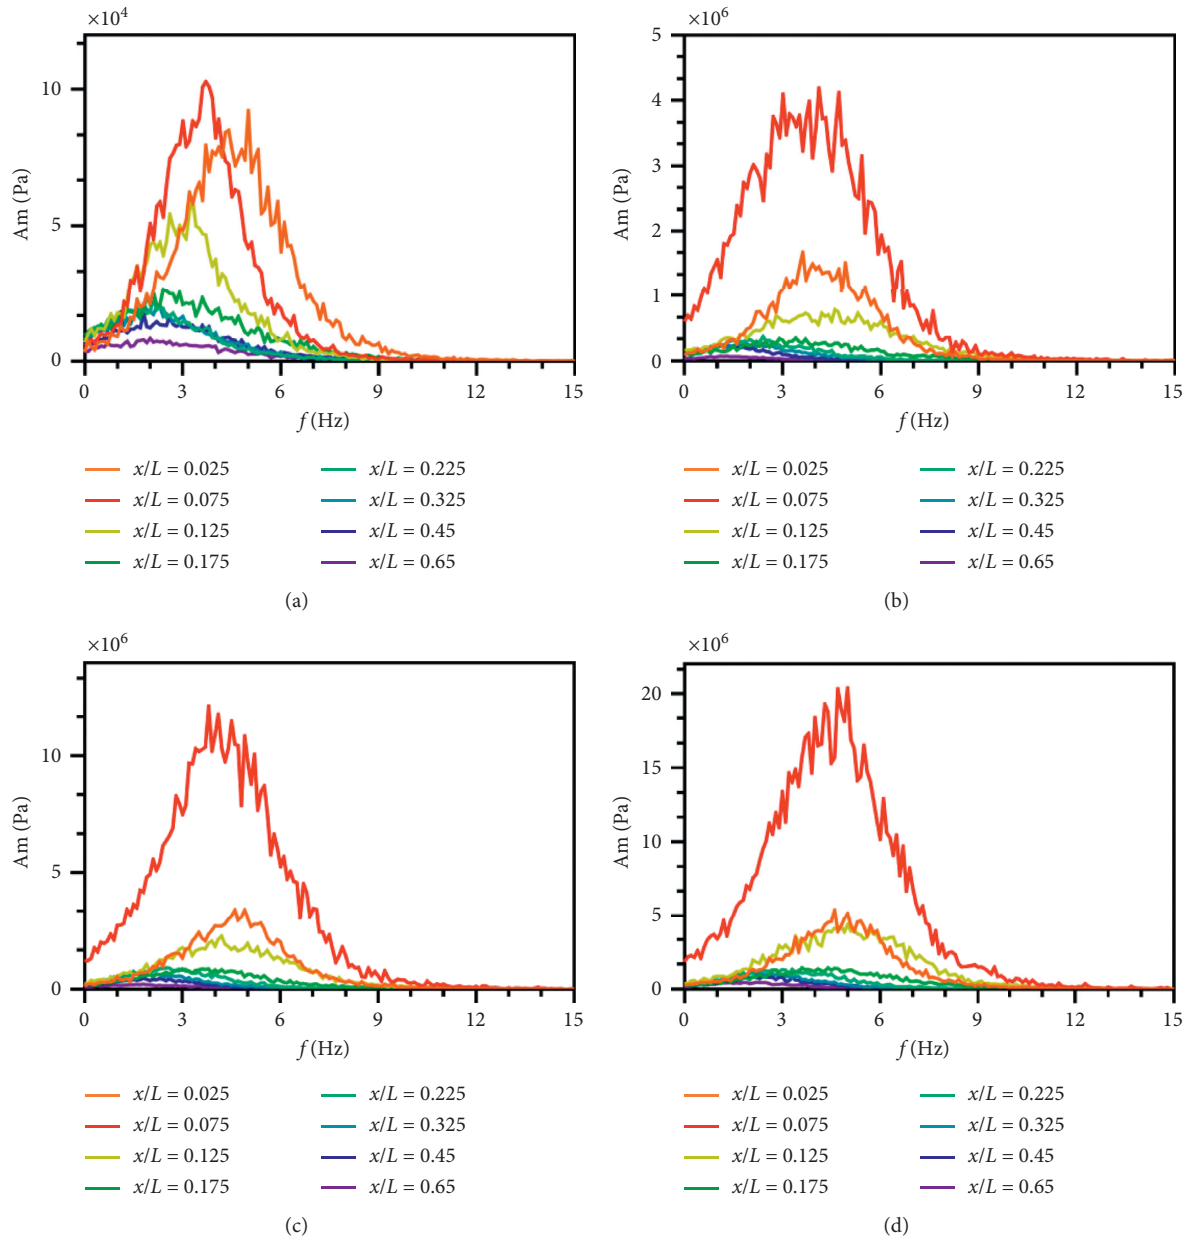 ×10⁴
10
5
0
Am (Pa)
0 3 6 9 12 15
f (Hz)
x/L = 0.025
x/L = 0.075
x/L = 0.125
x/L = 0.175
x/L = 0.225
x/L = 0.325
x/L = 0.45
x/L = 0.65
(a)
×10⁶
5
4
3
2
1
0
Am (Pa)
0 3 6 9 12 15
f (Hz)
x/L = 0.025
x/L = 0.075
x/L = 0.125
x/L = 0.175
x/L = 0.225
x/L = 0.325
x/L = 0.45
x/L = 0.65
(b)
×10⁶
10
5
0
Am (Pa)
0 3 6 9 12 15
f (Hz)
x/L = 0.025
x/L = 0.075
x/L = 0.125
x/L = 0.175
x/L = 0.225
x/L = 0.325
x/L = 0.45
x/L = 0.65
(c)
×10⁶
20
15
10
5
0
Am (Pa)
0 3 6 9 12 15
f (Hz)
x/L = 0.025
x/L = 0.075
x/L = 0.125
x/L = 0.175
x/L = 0.225
x/L = 0.325
x/L = 0.45
x/L = 0.65
(d)